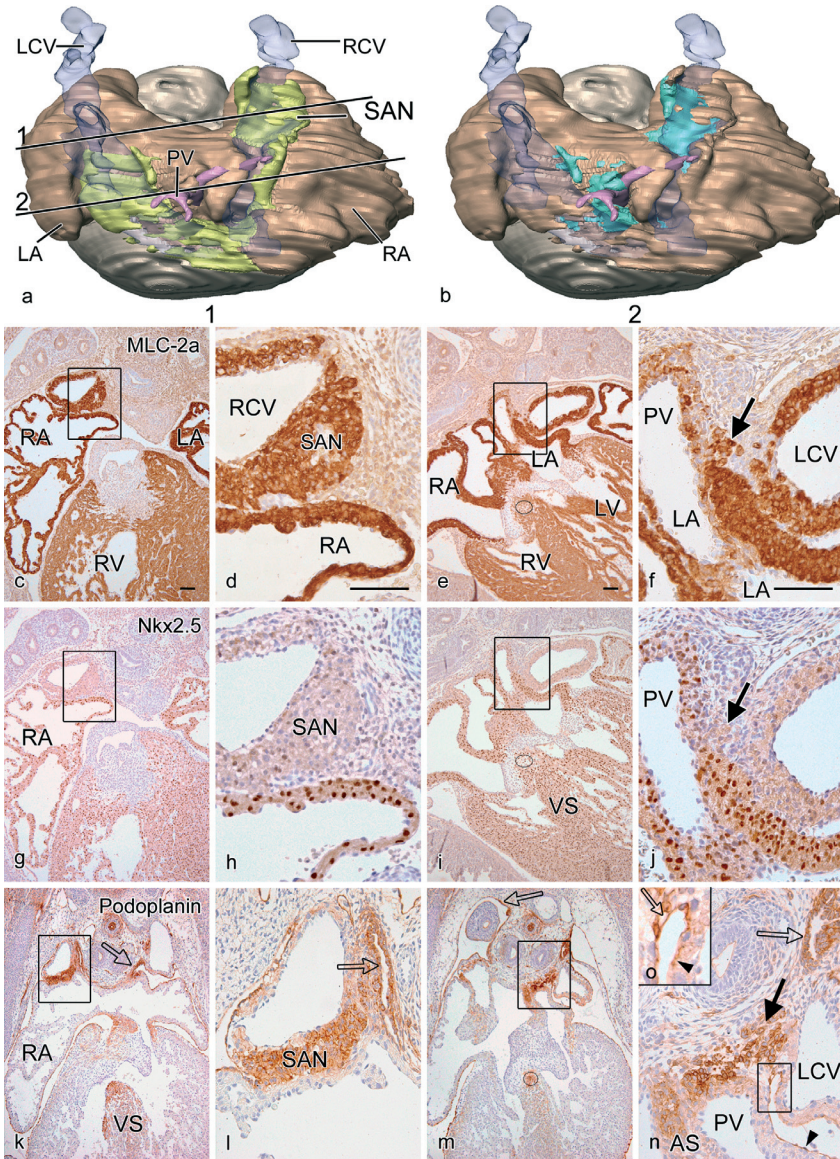 LCV RCV
SAN
1
PV
2
LA RA
a b
1 2
MLC-2a PV
RCV SAN LCV
RA LA LA
RA LA LV
RV RA RV LA
c d e f
Nkx2.5
SAN PV
RA
VS
g h i j
Podoplanin o
SAN LCV
RA
VS PV
AS
k l m n